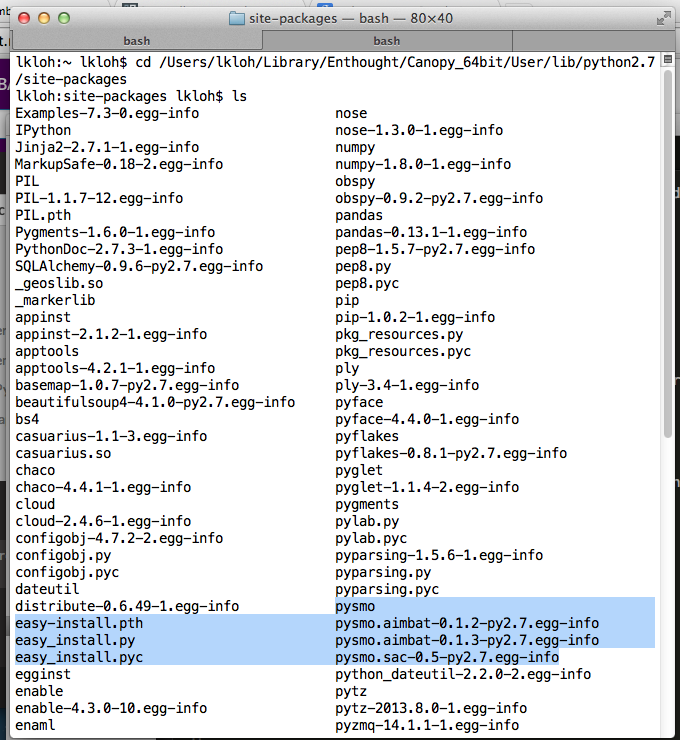 site-packages — bash — 80×40
bash bash
lkloh:~ lkloh$ cd /Users/lkloh/Library/Enthought/Canopy_64bit/User/lib/python2.7
/site-packages
lkloh:site-packages lkloh$ ls
Examples-7.3-0.egg-info nose
IPython nose-1.3.0-1.egg-info
Jinja2-2.7.1-1.egg-info numpy
MarkupSafe-0.18-2.egg-info numpy-1.8.0-1.egg-info
PIL obspy
PIL-1.1.7-12.egg-info obspy-0.9.2-py2.7.egg-info
PIL.pth pandas
Pygments-1.6.0-1.egg-info pandas-0.13.1-1.egg-info
PythonDoc-2.7.3-1.egg-info pep8-1.5.7-py2.7.egg-info
SQLAlchemy-0.9.6-py2.7.egg-info pep8.py
_geoslib.so pep8.pyc
_markerlib pip
appinst pip-1.0.2-1.egg-info
appinst-2.1.2-1.egg-info pkg_resources.py
apptools pkg_resources.pyc
apptools-4.2.1-1.egg-info ply
basemap-1.0.7-py2.7.egg-info ply-3.4-1.egg-info
beautifulsoup4-4.1.0-py2.7.egg-info pyface
bs4 pyface-4.4.0-1.egg-info
casuarius-1.1-3.egg-info pyflakes
casuarius.so pyflakes-0.8.1-py2.7.egg-info
chaco pyglet
chaco-4.4.1-1.egg-info pyglet-1.1.4-2.egg-info
cloud pygments
cloud-2.4.6-1.egg-info pylab.py
configobj-4.7.2-2.egg-info pylab.pyc
configobj.py pyparsing-1.5.6-1.egg-info
configobj.pyc pyparsing.py
dateutil pyparsing.pyc
distribute-0.6.49-1.egg-info pysmo
easy-install.pth pysmo.aimbat-0.1.2-py2.7.egg-info
easy_install.py pysmo.aimbat-0.1.3-py2.7.egg-info
easy_install.pyc pysmo.sac-0.5-py2.7.egg-info
egginst python_dateutil-2.2.0-2.egg-info
enable pytz
enable-4.3.0-10.egg-info pytz-2013.8.0-1.egg-info
enaml pyzmq-14.1.1-1.egg-info